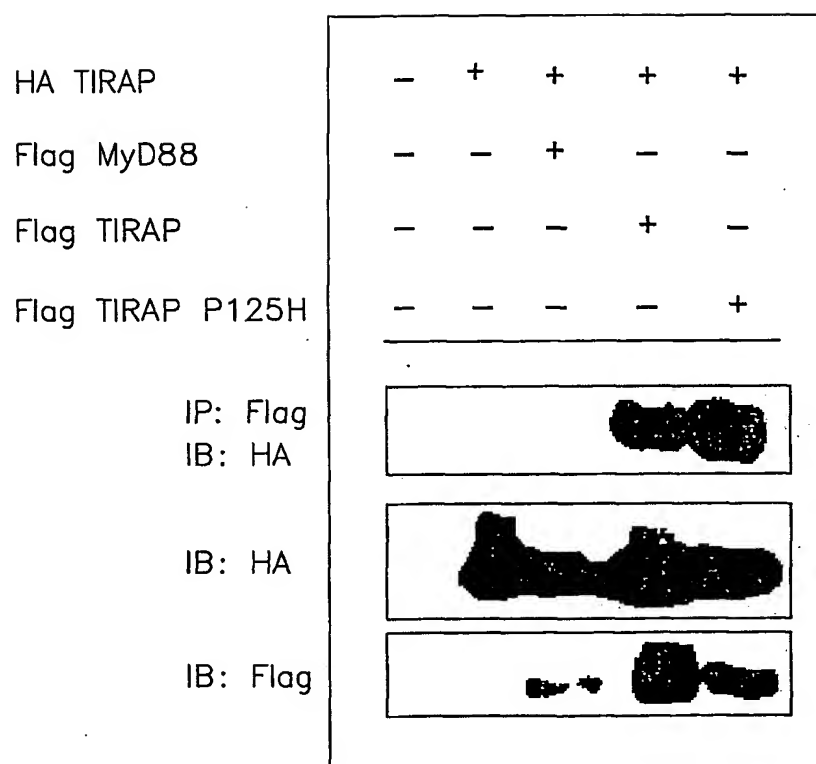 HA TIRAP − + + + +
Flag MyD88 − − + − −
Flag TIRAP − − − + −
Flag TIRAP P125H − − − − +
IP: Flag
IB: HA
IB: HA
IB: Flag